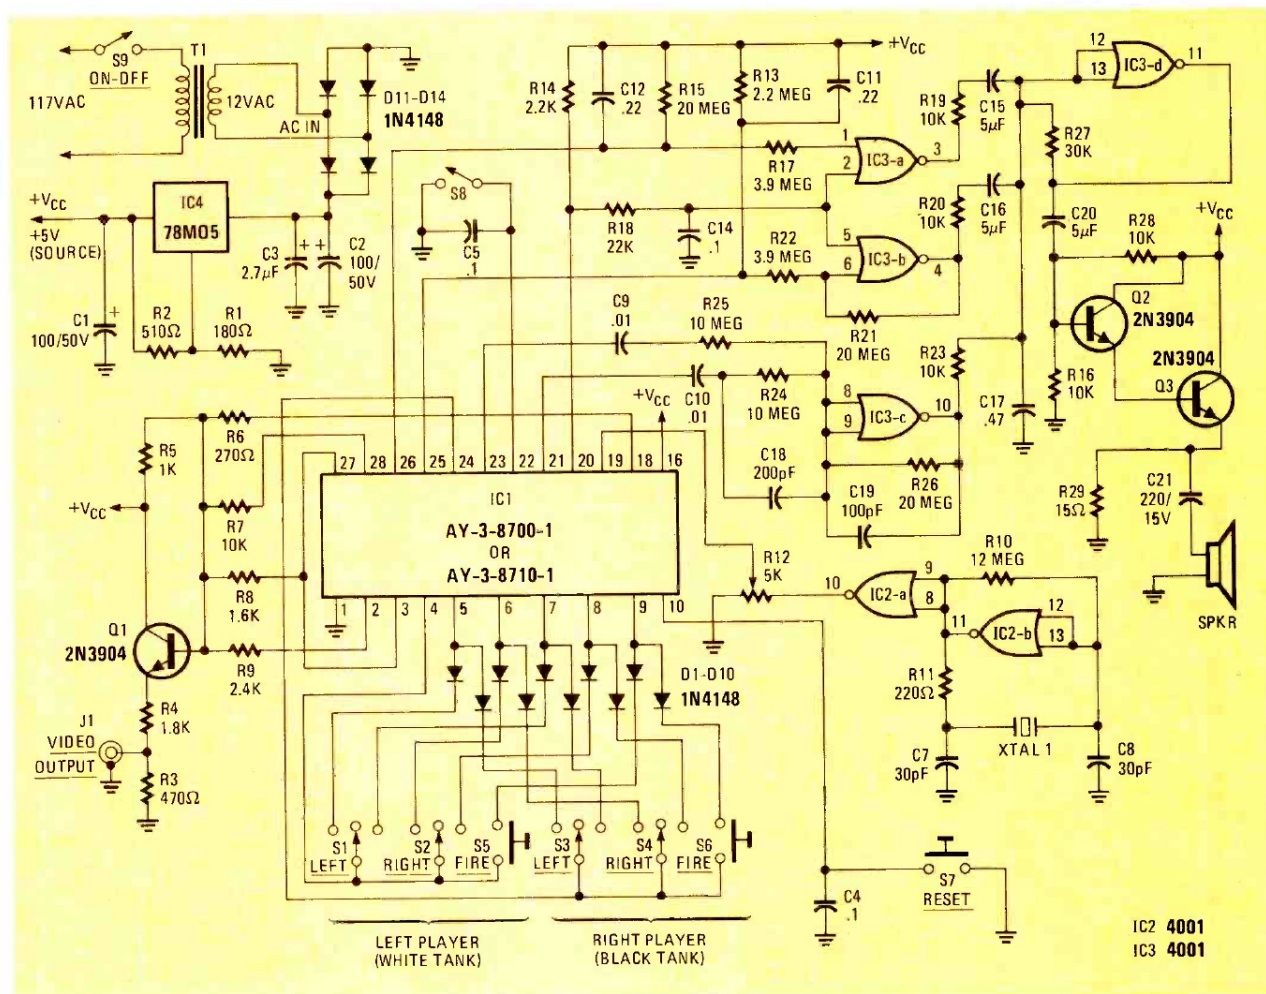 S9
ON-OFF
117VAC
T1
12VAC
AC IN
D11-D14
1N4148
+VCC
+5V
(SOURCE)
IC4
78M05
C3
2.7µF
C2
100/
50V
C1
100/50V
R2
510Ω
R1
180Ω
S8
C5
.1
+VCC
R14
2.2K
C12
.22
R15
20 MEG
R13
2.2 MEG
C11
.22
R17
3.9 MEG
1
2
IC3-a
3
R19
10K
C15
5µF
12
13
IC3-d
11
R27
30K
R18
22K
C14
.1
R22
3.9 MEG
5
6
IC3-b
4
R20
10K
C16
5µF
R21
20 MEG
C20
5µF
R28
10K
+VCC
Q2
2N3904
2N3904
Q3
R16
10K
C9
.01
R25
10 MEG
C10
.01
R24
10 MEG
8
9
IC3-c
10
R23
10K
C17
.47
C18
200pF
R26
20 MEG
C19
100pF
R29
15Ω
C21
220/
15V
SPKR
+VCC
R5
1K
R6
270Ω
+VCC
R7
10K
R8
1.6K
R9
2.4K
Q1
2N3904
R4
1.8K
J1
VIDEO
OUTPUT
R3
470Ω
27 28 26 25 24 23 22 21 20 19 18 16
IC1
AY-3-8700-1
OR
AY-3-8710-1
1 2 3 4 5 6 7 8 9 10
R12
5K
10
IC2-a
9
8
R10
12 MEG
11
IC2-b
12
13
R11
220Ω
XTAL 1
C7
30pF
C8
30pF
D1-D10
1N4148
S1
LEFT
S2
RIGHT
S5
FIRE
S3
LEFT
S4
RIGHT
S6
FIRE
LEFT PLAYER
(WHITE TANK)
RIGHT PLAYER
(BLACK TANK)
C4
.1
S7
RESET
IC2 4001
IC3 4001